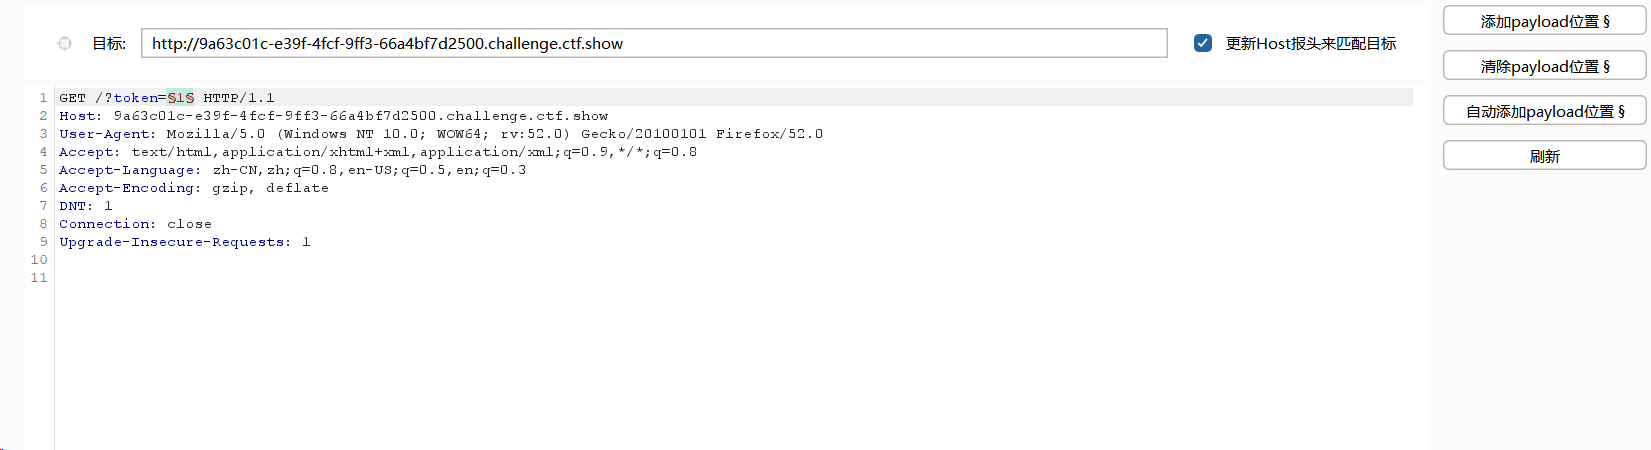 目标: http://9a63c01c-e39f-4fcf-9ff3-66a4bf7d2500.challenge.ctf.show 更新Host报头来匹配目标
添加payload位置 §
清除payload位置 §
自动添加payload位置 §
刷新
1 GET /?token=§1§ HTTP/1.1
2 Host: 9a63c01c-e39f-4fcf-9ff3-66a4bf7d2500.challenge.ctf.show
3 User-Agent: Mozilla/5.0 (Windows NT 10.0; WOW64; rv:52.0) Gecko/20100101 Firefox/52.0
4 Accept: text/html,application/xhtml+xml,application/xml;q=0.9,*/*;q=0.8
5 Accept-Language: zh-CN,zh;q=0.8,en-US;q=0.5,en;q=0.3
6 Accept-Encoding: gzip, deflate
7 DNT: 1
8 Connection: close
9 Upgrade-Insecure-Requests: 1
10
11